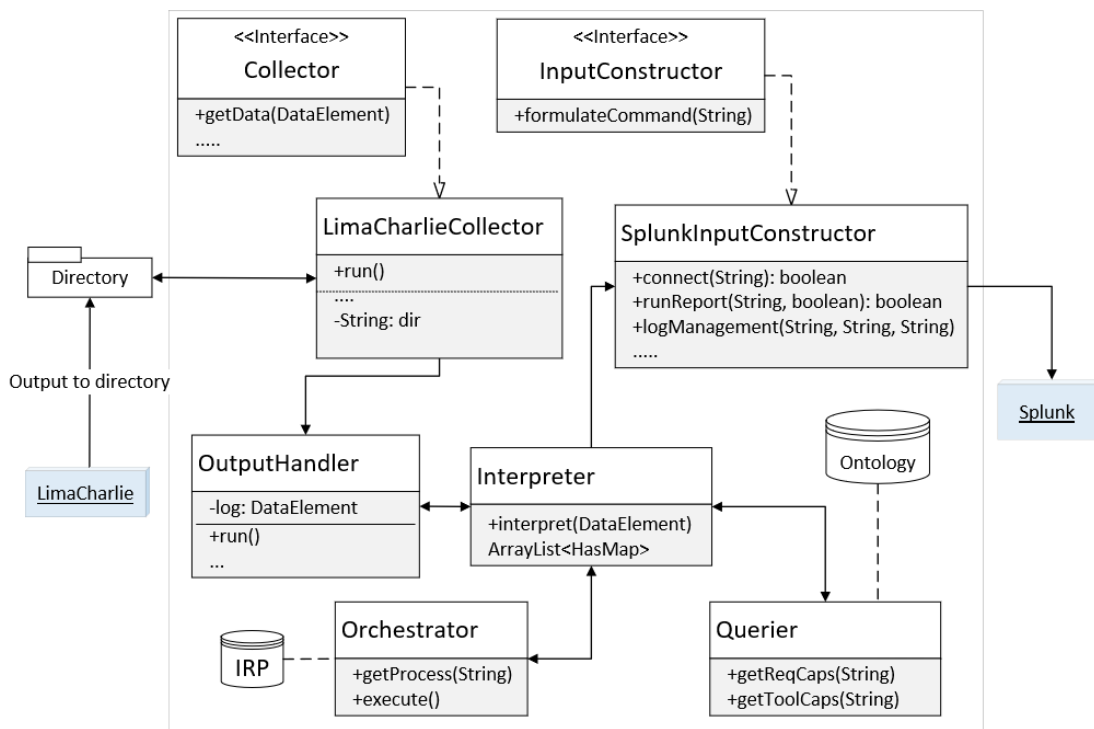 <<Interface>>
Collector
+getData(DataElement)
.....
<<Interface>>
InputConstructor
+formulateCommand(String)
LimaCharlieCollector
+run()
....
-String: dir
SplunkInputConstructor
+connect(String): boolean
+runReport(String, boolean): boolean
+logManagement(String, String, String)
.....
Directory
Output to directory
LimaCharlie
Splunk
Ontology
OutputHandler
-log: DataElement
+run()
...
Interpreter
+interpret(DataElement)
ArrayList<HasMap>
IRP
Orchestrator
+getProcess(String)
+execute()
Querier
+getReqCaps(String)
+getToolCaps(String)